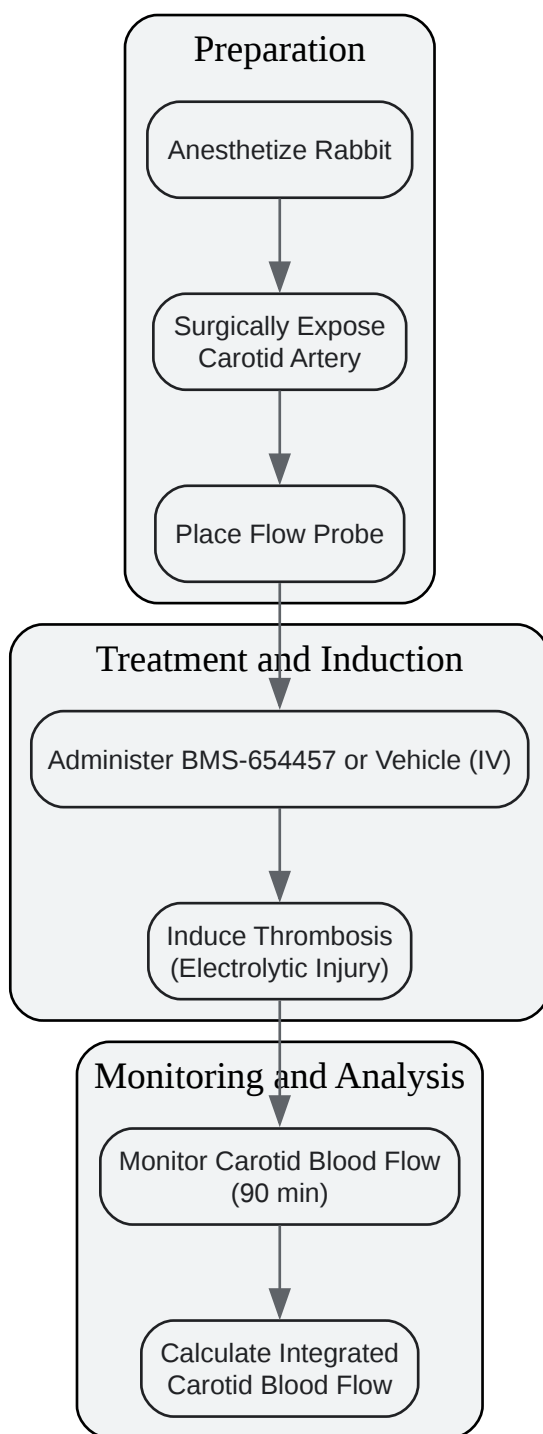 Preparation
Anesthetize Rabbit
Surgically Expose
Carotid Artery
Place Flow Probe
Treatment and Induction
Administer BMS-654457 or Vehicle (IV)
Induce Thrombosis
(Electrolytic Injury)
Monitoring and Analysis
Monitor Carotid Blood Flow
(90 min)
Calculate Integrated
Carotid Blood Flow